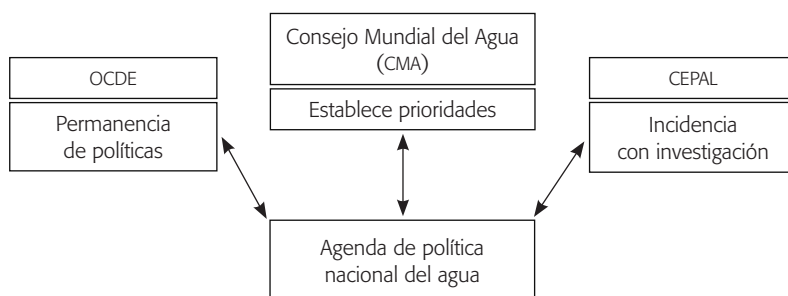 OCDE
Permanencia
de políticas
Consejo Mundial del Agua
(CMA)
Establece prioridades
CEPAL
Incidencia
con investigación
Agenda de política
nacional del agua